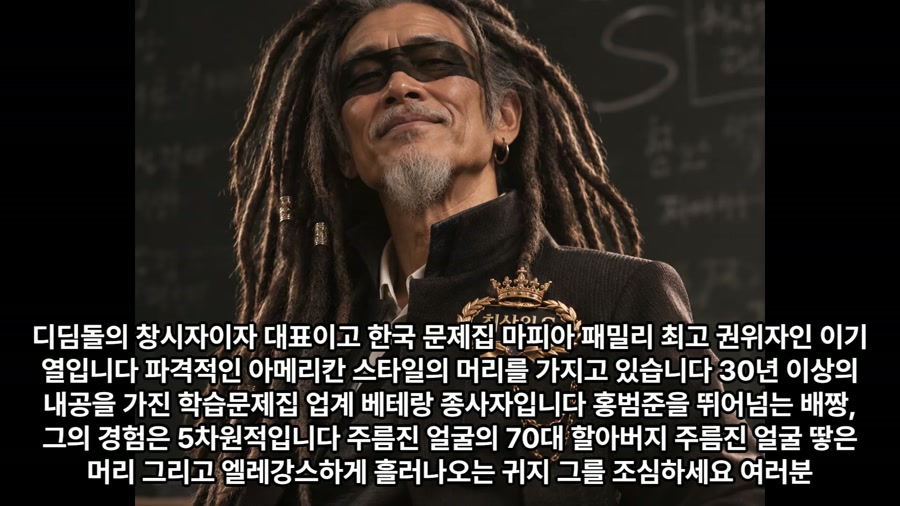 S
최상위
디딤돌의 창시자이자 대표이고 한국 문제집 마피아 패밀리 최고 권위자인 이기
열입니다 파격적인 아메리칸 스타일의 머리를 가지고 있습니다 30년 이상의
내공을 가진 학습문제집 업계 베테랑 종사자입니다 홍범준을 뛰어넘는 배짱,
그의 경험은 5차원적입니다 주름진 얼굴의 70대 할아버지 주름진 얼굴 땋은
머리 그리고 엘레강스하게 흘러나오는 귀지 그를 조심하세요 여러분